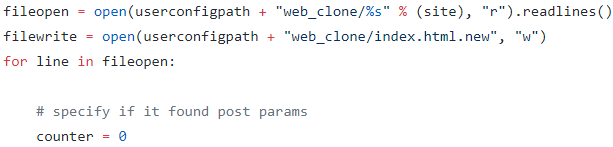 fileopen = open(userconfigpath + "web_clone/%s" % (site), "r").readlines()
filewrite = open(userconfigpath + "web_clone/index.html.new", "w")
for line in fileopen:
# specify if it found post params
counter = 0